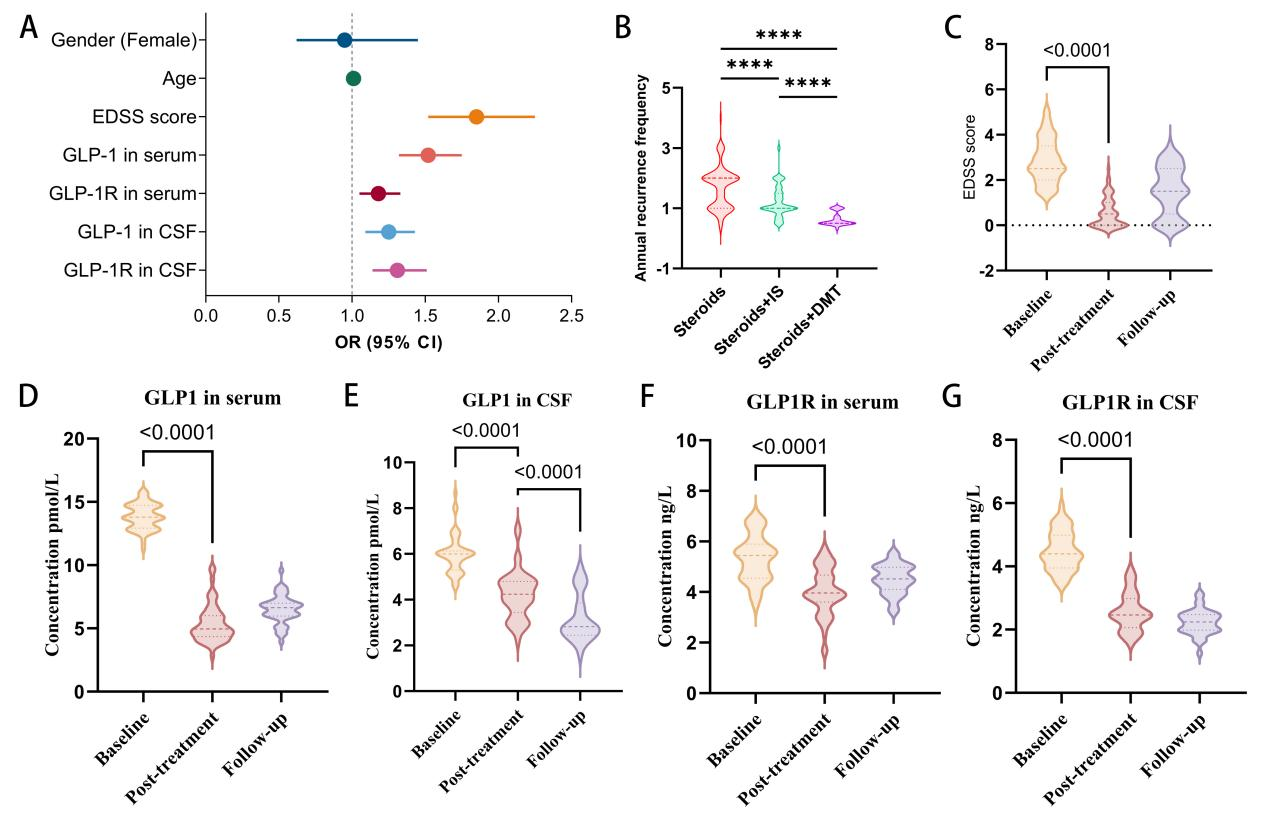 A
Gender (Female)
Age
EDSS score
GLP-1 in serum
GLP-1R in serum
GLP-1 in CSF
GLP-1R in CSF
0.0 0.5 1.0 1.5 2.0 2.5
OR (95% CI)
B
****
**** ****
Annual recurrence frequency
5
3
1
-1
Steroids
Steroids+IS
Steroids+DMT
C
<0.0001
EDSS score
8
6
4
2
0
-2
Baseline
Post-treatment
Follow-up
D
GLP1 in serum
<0.0001
Concentration pmol/L
20
15
10
5
0
Baseline
Post-treatment
Follow-up
E
GLP1 in CSF
<0.0001
<0.0001
Concentration pmol/L
10
8
6
4
2
0
Baseline
Post-treatment
Follow-up
F
GLP1R in serum
<0.0001
Concentration ng/L
10
8
6
4
2
0
Baseline
Post-treatment
Follow-up
G
GLP1R in CSF
<0.0001
Concentration ng/L
8
6
4
2
0
Baseline
Post-treatment
Follow-up